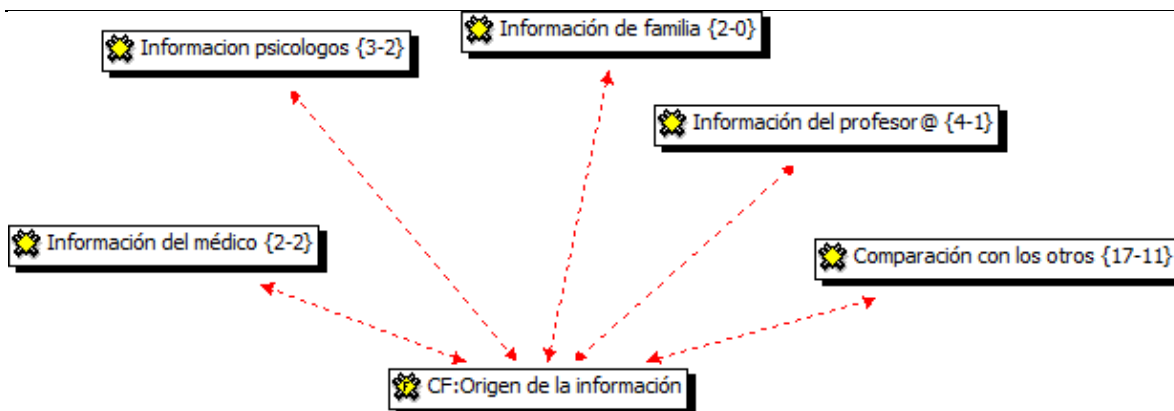 Informacion psicologos {3-2}
Información de familia {2-0}
Información del profesor@ {4-1}
Información del médico {2-2}
Comparación con los otros {17-11}
CF:Origen de la información